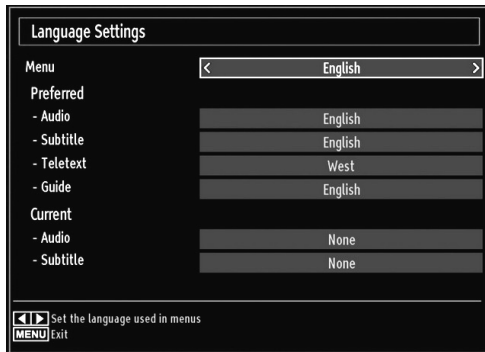 Language Settings
Menu < English >
Preferred
- Audio English
- Subtitle English
- Teletext West
- Guide English
Current
- Audio None
- Subtitle None
◀ ▶ Set the language used in menus
MENU Exit